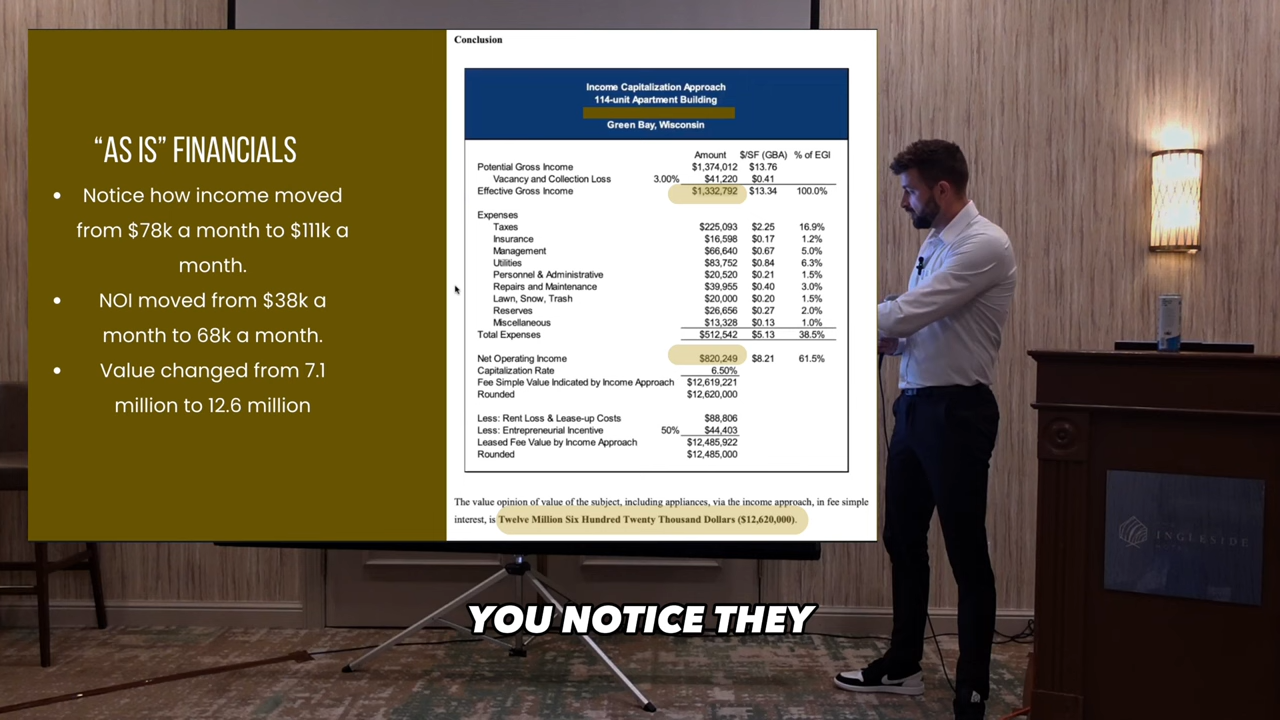 "AS IS" FINANCIALS
• Notice how income moved
from $78k a month to $111k a
month.
• NOI moved from $38k a
month to 68k a month.
• Value changed from 7.1
million to 12.6 million
Conclusion
Income Capitalization Approach
114-unit Apartment Building
Green Bay, Wisconsin
Amount $/SF (GBA) % of EGI
Potential Gross Income $1,374,012 $13.76
Vacancy and Collection Loss 3.00% $41,220 $0.41
Effective Gross Income $1,332,792 $13.34 100.0%
Expenses
Taxes $225,093 $2.25 16.9%
Insurance $16,598 $0.17 1.2%
Management $66,640 $0.67 5.0%
Utilities $83,752 $0.84 6.3%
Personnel & Administrative $20,520 $0.21 1.5%
Repairs and Maintenance $39,955 $0.40 3.0%
Lawn, Snow, Trash $20,000 $0.20 1.5%
Reserves $26,656 $0.27 2.0%
Miscellaneous $13,328 $0.13 1.0%
Total Expenses $512,542 $5.13 38.5%
Net Operating Income $820,249 $8.21 61.5%
Capitalization Rate 6.50%
Fee Simple Value Indicated by Income Approach $12,619,221
Rounded $12,620,000
Less: Rent Loss & Lease-up Costs $88,806
Less: Entrepreneurial Incentive 50% $44,403
Leased Fee Value by Income Approach $12,485,922
Rounded $12,485,000
The value opinion of value of the subject, including appliances, via the income approach, in fee simple
interest, is Twelve Million Six Hundred Twenty Thousand Dollars ($12,620,000).
INGLESIDE
YOU NOTICE THEY